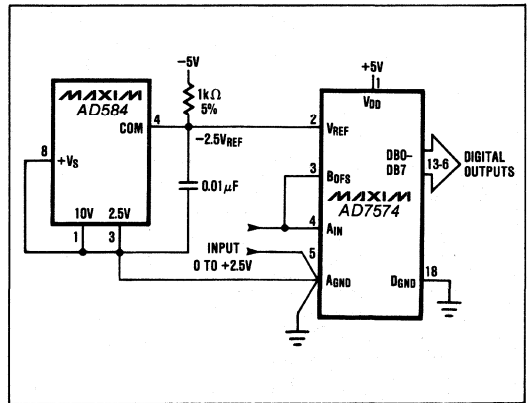 −5V
1kΩ
5%
MAXIM
AD584
COM
4
−2.5VREF
8
+VS
0.01µF
10V
2.5V
1
3
INPUT
0 TO +2.5V
+5V
1
VDD
2
VREF
3
BOFS
MAXIM
AD7574
4
AIN
5
AGND
DB0-
DB7
13-6
DIGITAL
OUTPUTS
DGND
18